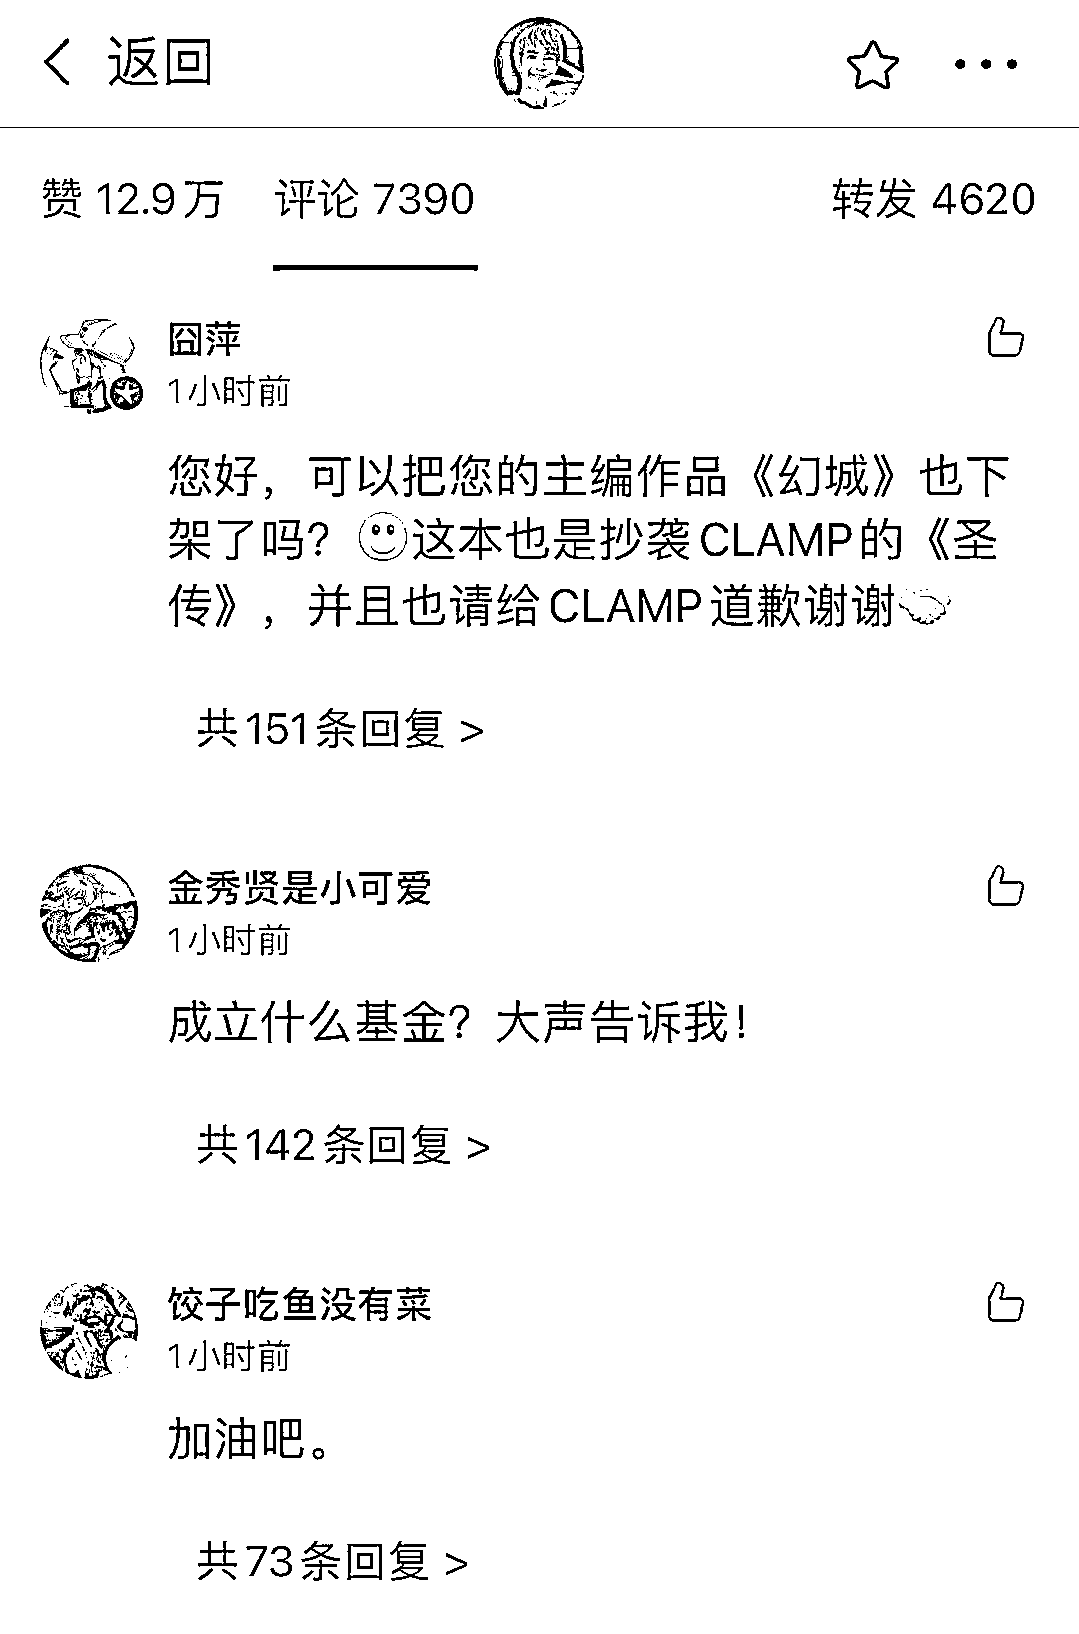 返回
赞 12.9万 评论 7390 转发 4620
囧萍
1小时前
您好，可以把您的主编作品《幻城》也下
架了吗？这本也是抄袭CLAMP的《圣
传》，并且也请给CLAMP道歉谢谢
共151条回复 >
金秀贤是小可爱
1小时前
成立什么基金？大声告诉我！
共142条回复 >
饺子吃鱼没有菜
1小时前
加油吧。
共73条回复 >